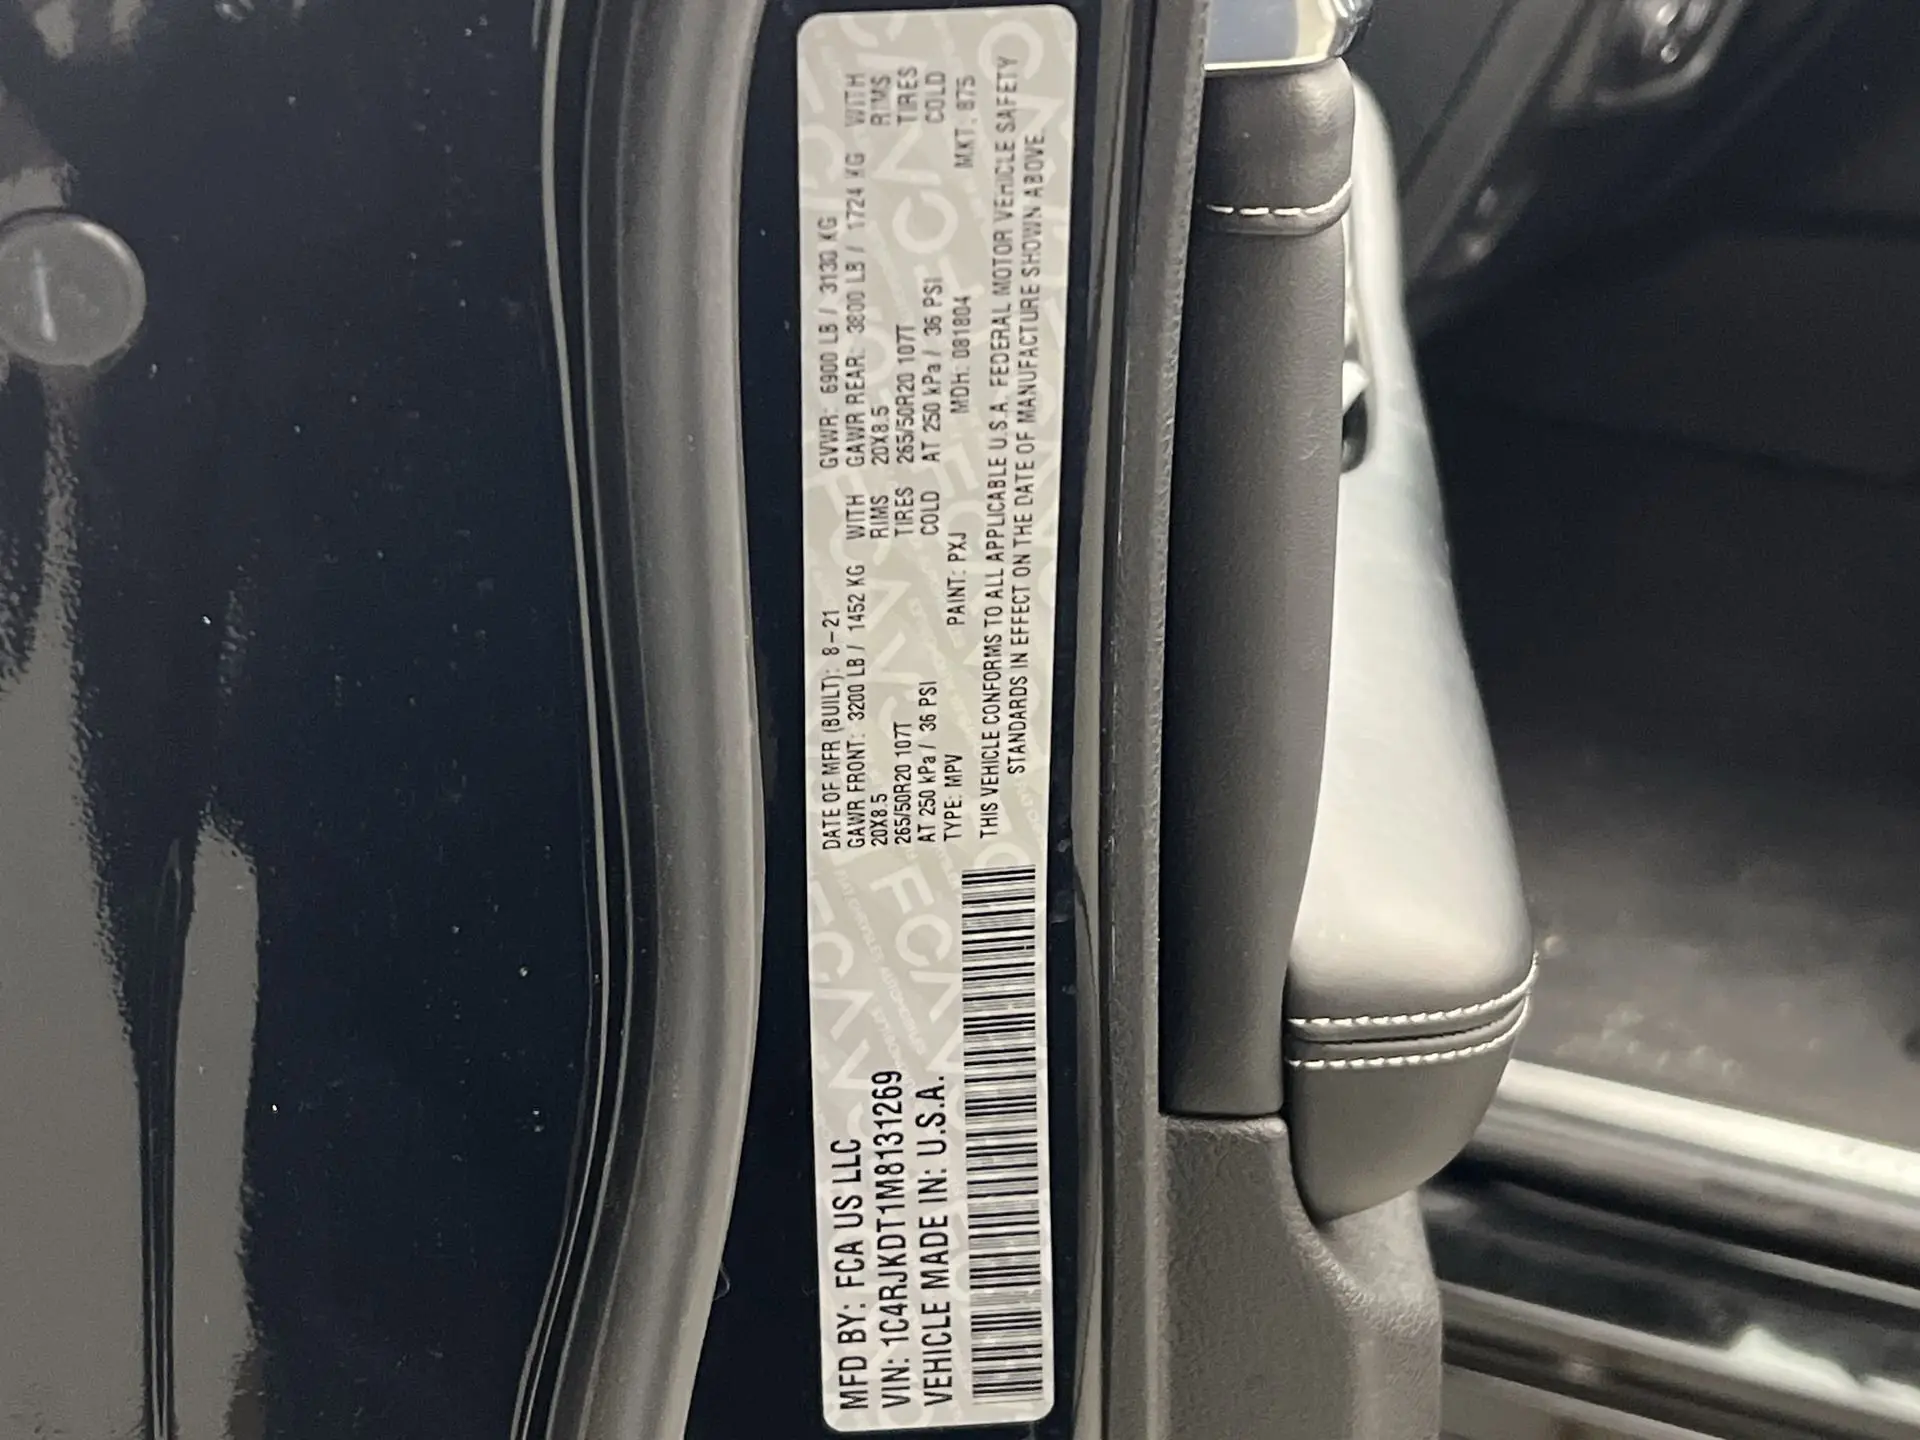 MFD BY: FCA US LLC
VIN: 1C4RJKDT1M8131269
VEHICLE MADE IN: U.S.A.
DATE OF MFR (BUILT): 8-21 GVWR: 6900 LB / 3130 KG
GAWR FRONT: 3200 LB / 1452 KG WITH GAWR REAR: 3800 LB / 1724 KG WITH
20X8.5 RIMS 20X8.5 RIMS
265/50R20 107T TIRES 265/50R20 107T TIRES
AT 250 kPa / 36 PSI COLD AT 250 kPa / 36 PSI COLD
TYPE: MPV PAINT: PXJ MDH: 081804 MKT: 875
THIS VEHICLE CONFORMS TO ALL APPLICABLE U.S.A. FEDERAL MOTOR VEHICLE SAFETY
STANDARDS IN EFFECT ON THE DATE OF MANUFACTURE SHOWN ABOVE.